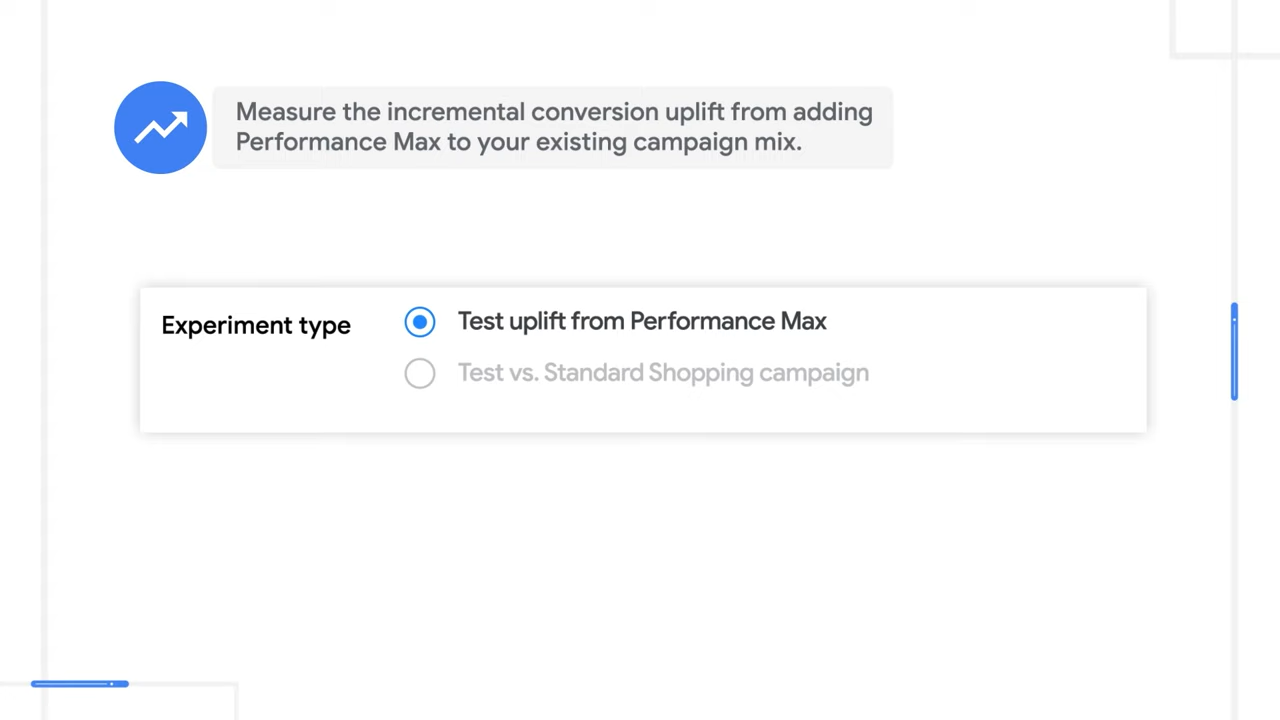 Measure the incremental conversion uplift from adding
Performance Max to your existing campaign mix.
Experiment type
Test uplift from Performance Max
Test vs. Standard Shopping campaign